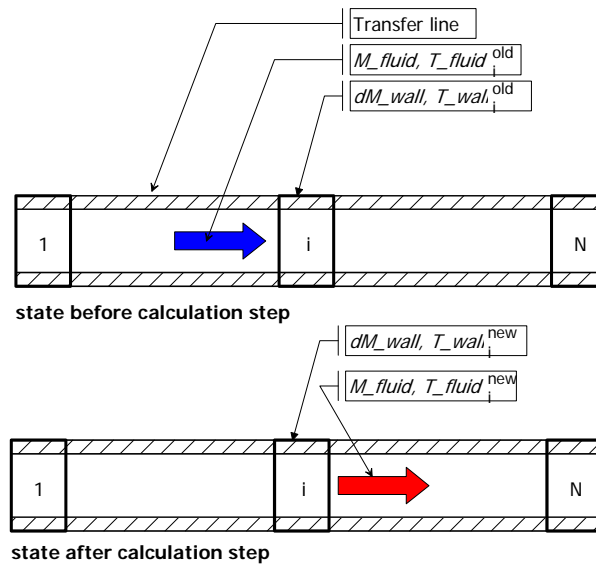 Transfer line
M_fluid, T_fluid i old
dM_wall, T_wall i old
1 i N
state before calculation step
dM_wall, T_wall i new
M_fluid, T_fluid i new
1 i N
state after calculation step